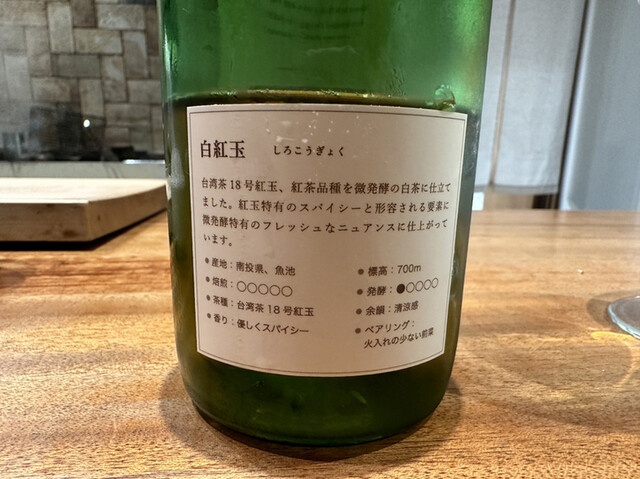 白紅玉　しろこうぎょく
台湾茶18号紅玉、紅茶品種を微発酵の白茶に仕立て
ました。紅玉特有のスパイシーと形容される要素に
微発酵特有のフレッシュなニュアンスに仕上がって
います。
● 産地：南投県、魚池
● 焙煎：○○○○○
● 茶種：台湾茶18号紅玉
● 香り：優しくスパイシー
● 標高：700m
● 発酵：●○○○○
● 余韻：清涼感
● ペアリング：
火入れの少ない前菜